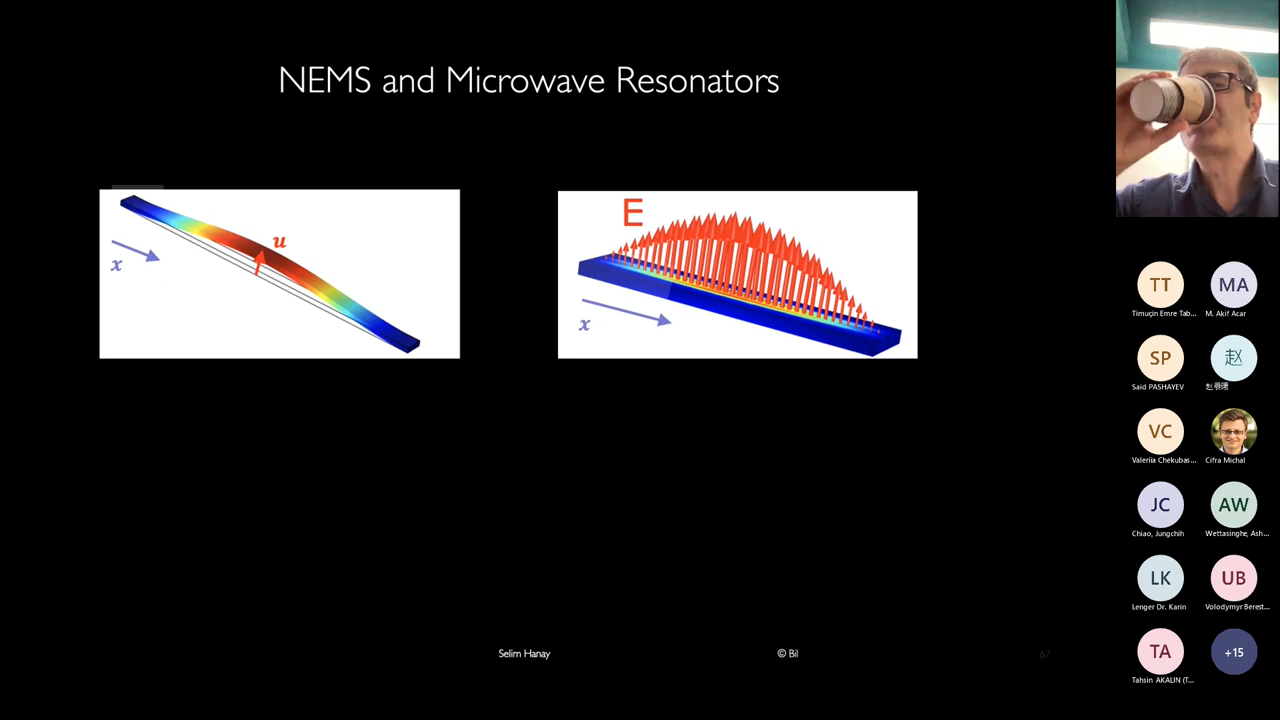 NEMS and Microwave Resonators
u
x
E
x
Selim Hanay
© Bil
67
TT
MA
Timuçin Emre Tab...
M. Akif Acar
SP
赵
Said PASHAYEV
VC
Valeriia Chekubas...
Cifra Michal
JC
AW
Chiao, Jungchih
Wettasinghe, Ash...
LK
UB
Lenger Dr. Karin
Volodymyr Berest...
TA
+15
Tahsin AKALIN (T...